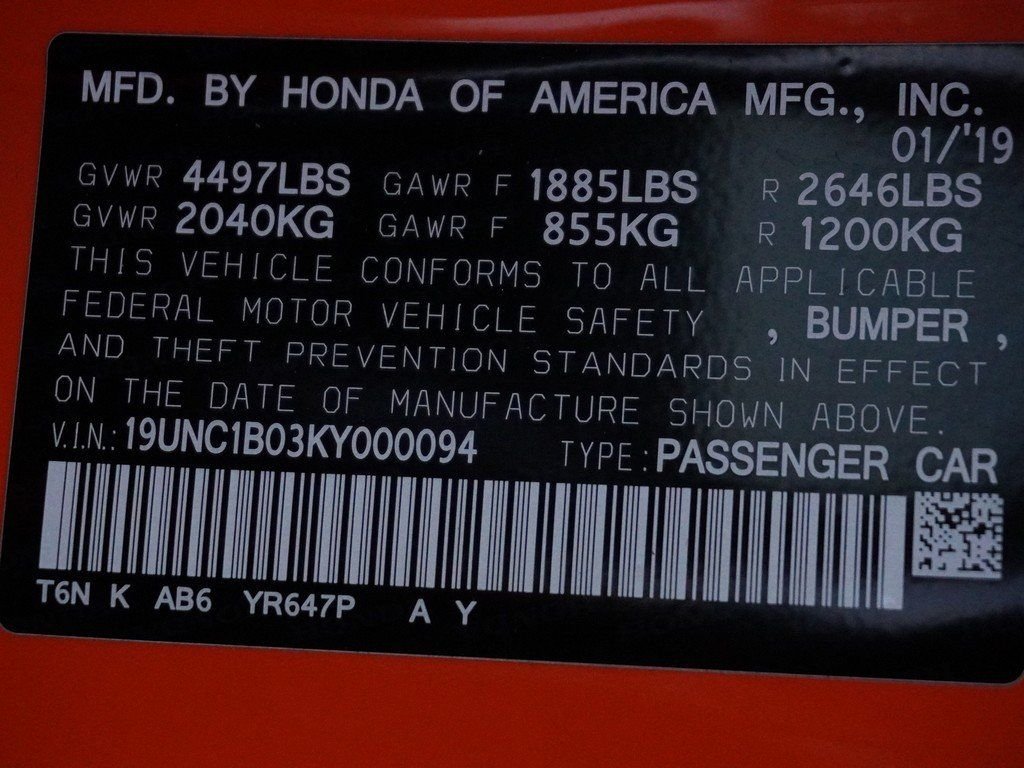 MFD. BY HONDA OF AMERICA MFG., INC.
01/'19
GVWR 4497LBS GAWR F 1885LBS R 2646LBS
GVWR 2040KG GAWR F 855KG R 1200KG
THIS VEHICLE CONFORMS TO ALL APPLICABLE
FEDERAL MOTOR VEHICLE SAFETY , BUMPER ,
AND THEFT PREVENTION STANDARDS IN EFFECT
ON THE DATE OF MANUFACTURE SHOWN ABOVE.
V.I.N.: 19UNC1B03KY000094 TYPE: PASSENGER CAR
T6N K AB6 YR647P A Y